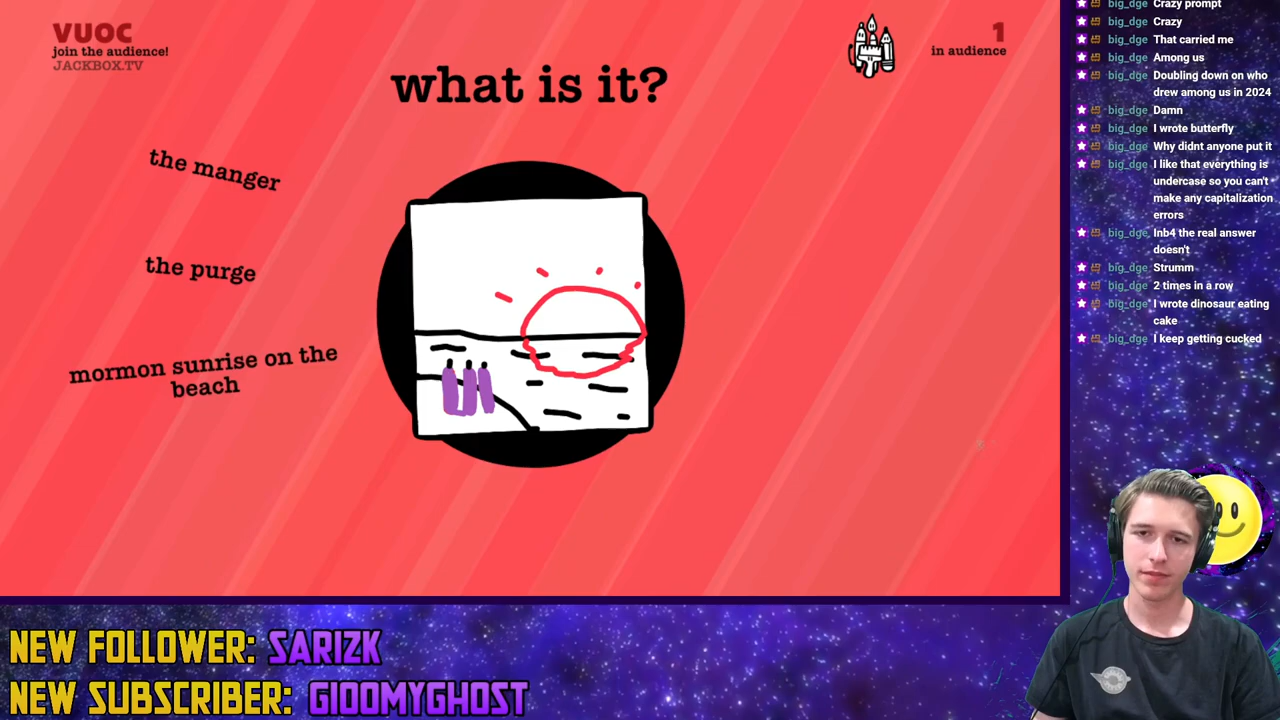 VUOC
join the audience!
JACKBOX.TV
1
in audience
what is it?
the manger
the purge
mormon sunrise on the
beach
big_dge Crazy prompt
big_dge Crazy
big_dge That carried me
big_dge Among us
big_dge Doubling down on who
drew among us in 2024
big_dge Damn
big_dge I wrote butterfly
big_dge Why didnt anyone put it
big_dge I like that everything is
undercase so you can't
make any capitalization
errors
big_dge Inb4 the real answer
doesn't
big_dge Strumm
big_dge 2 times in a row
big_dge I wrote dinosaur eating
cake
big_dge I keep getting cucked
NEW FOLLOWER: SARIZK
NEW SUBSCRIBER: GIOOMYGHOST